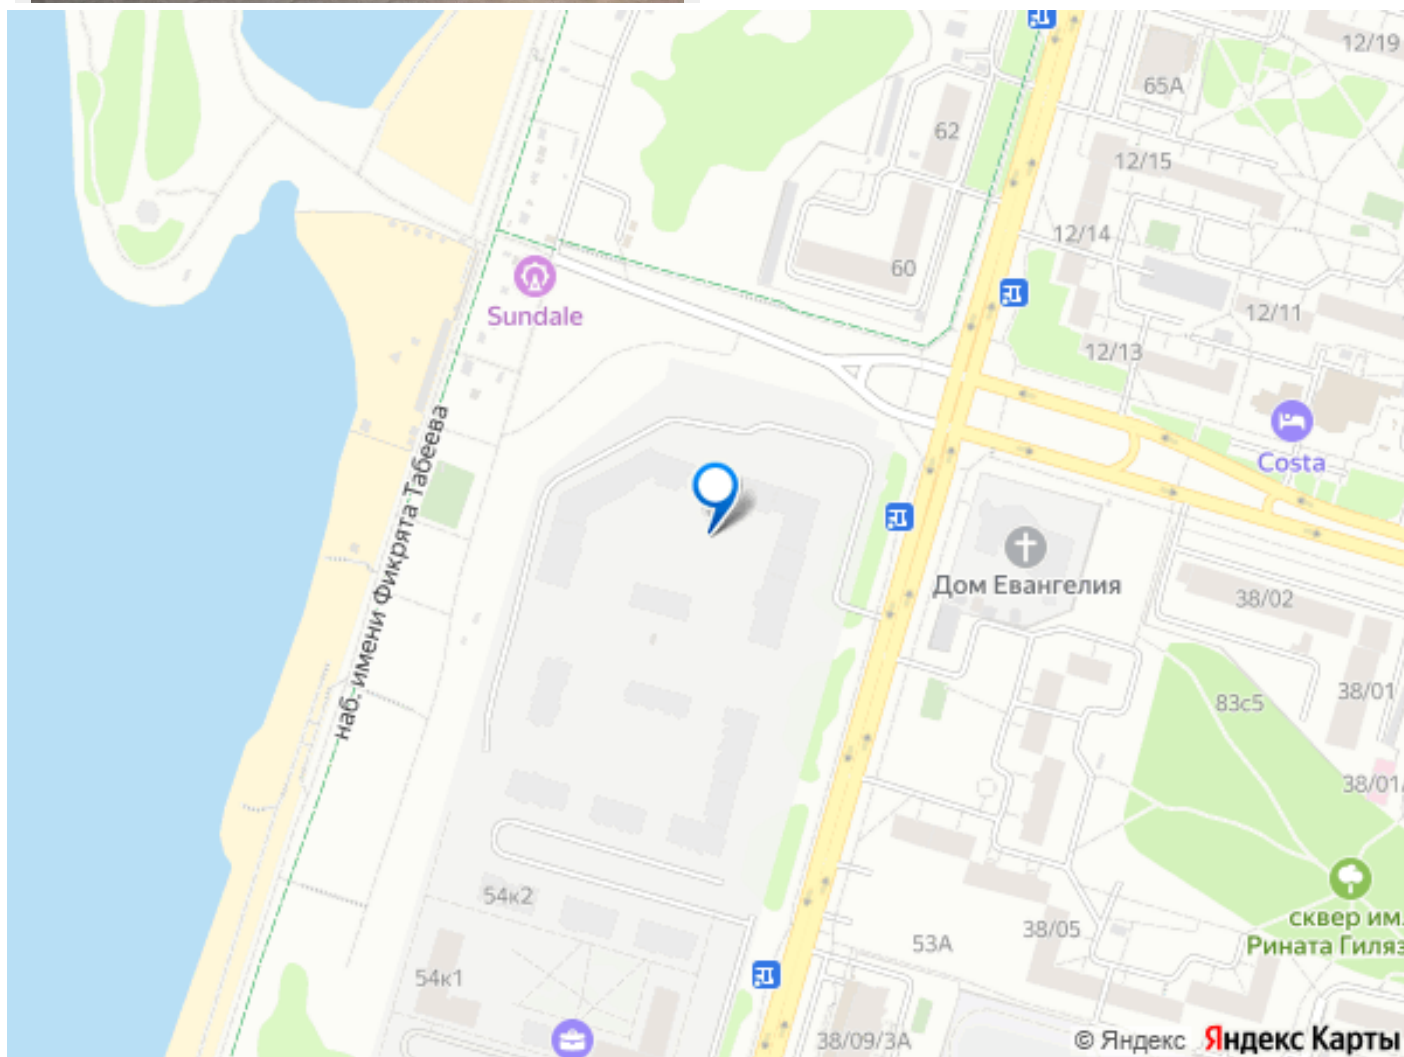 12/19
65А
62
12/15
12/14
60
12/11
Sundale
12/13
Costa
наб. имени Фикрята Табеева
Дом Евангелия
38/02
83с5
38/01
38/01/
54к2
сквер им.
Рината Гиляз
38/05
53А
54к1
38/09/3А
© Яндекс Яндекс Карты